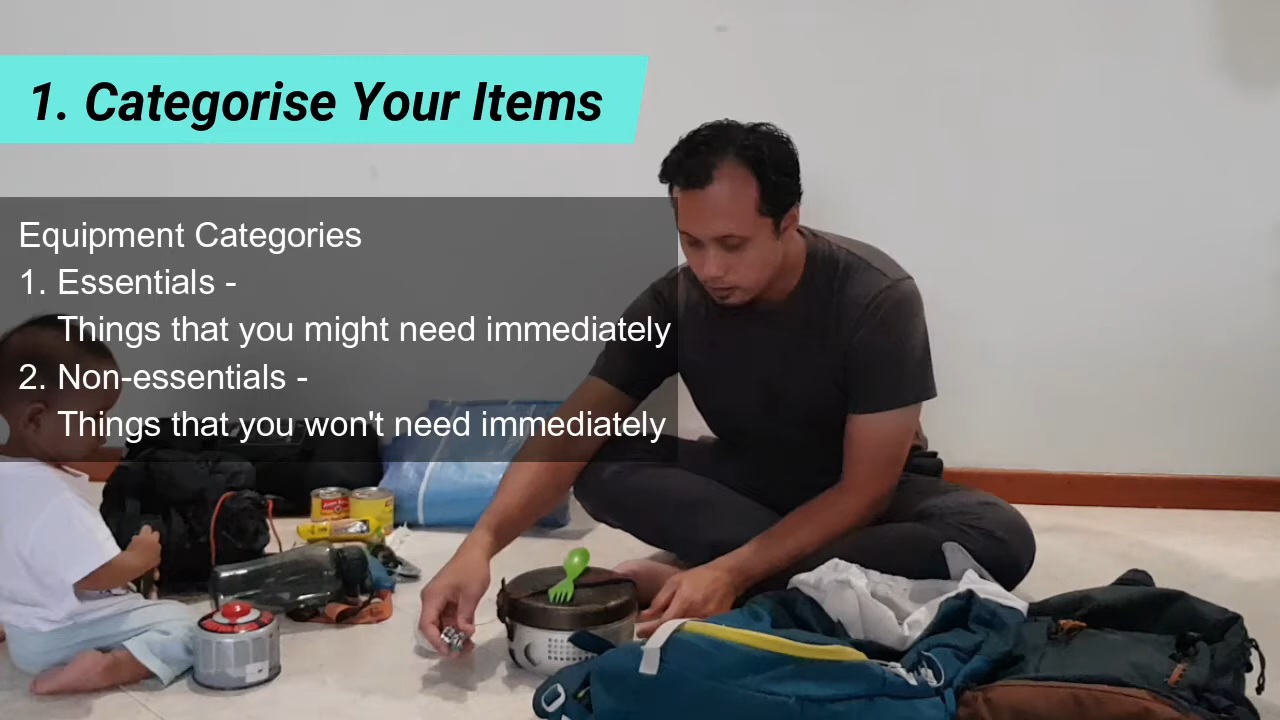 1. Categorise Your Items
Equipment Categories
1. Essentials -
Things that you might need immediately
2. Non-essentials -
Things that you won't need immediately